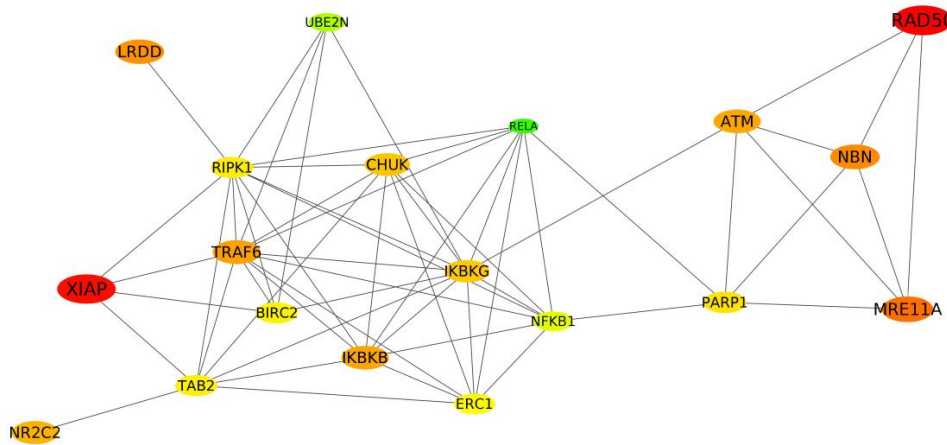 RAD50
UBE2N
LRDD
RELA
ATM
NBN
RIPK1
CHUK
TRAF6
IKBKG
XIAP
BIRC2
PARP1
MRE11A
NFKB1
IKBKB
TAB2
ERC1
NR2C2